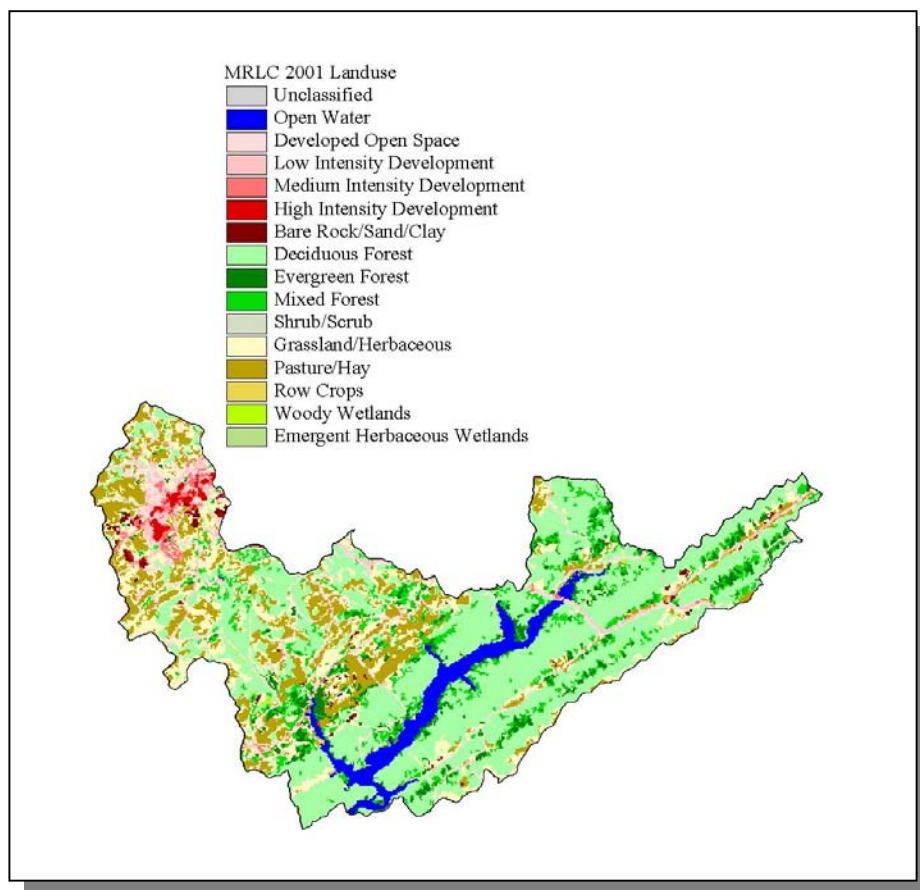 MRLC 2001 Landuse
Unclassified
Open Water
Developed Open Space
Low Intensity Development
Medium Intensity Development
High Intensity Development
Bare Rock/Sand/Clay
Deciduous Forest
Evergreen Forest
Mixed Forest
Shrub/Scrub
Grassland/Herbaceous
Pasture/Hay
Row Crops
Woody Wetlands
Emergent Herbaceous Wetlands